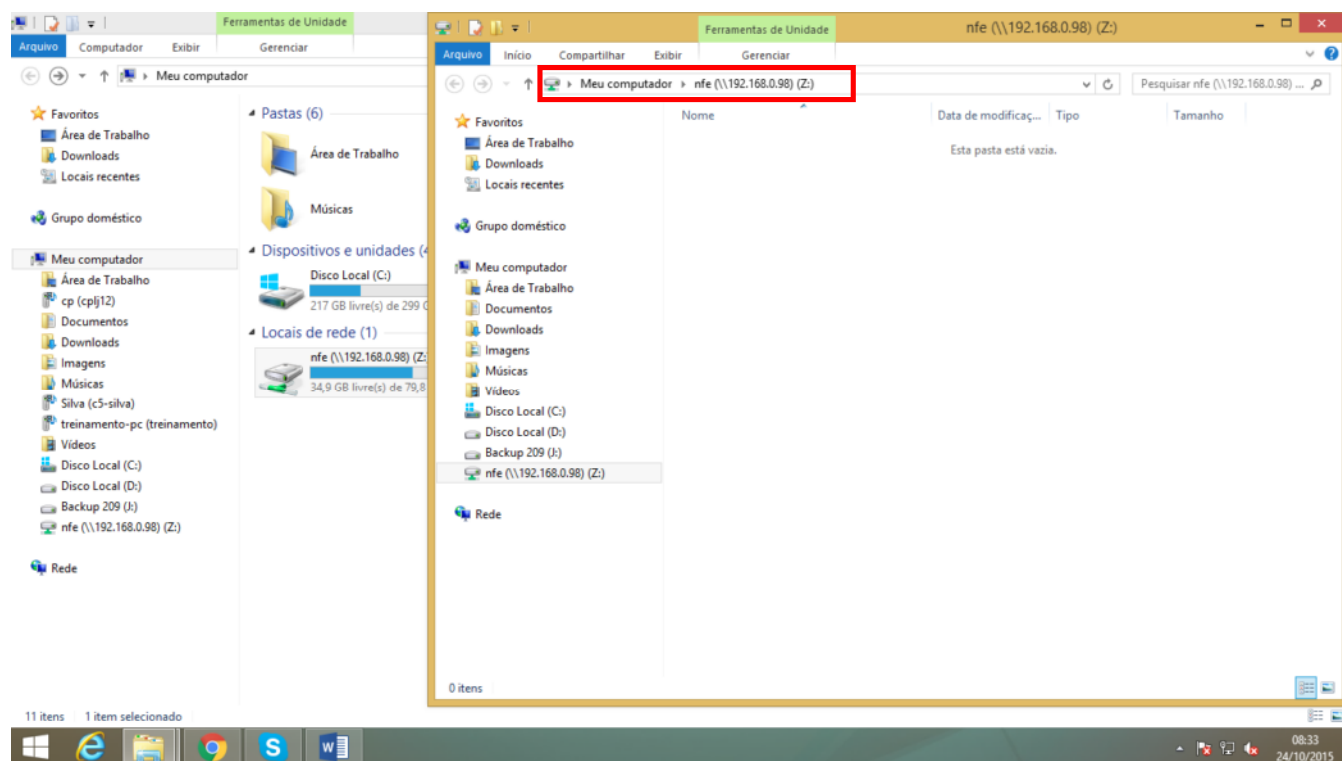 Ferramentas de Unidade
Arquivo Computador Exibir Gerenciar
Meu computador
Favoritos
Área de Trabalho
Downloads
Locais recentes
Grupo doméstico
Meu computador
Área de Trabalho
cp (cplj12)
Documentos
Downloads
Imagens
Músicas
Silva (c5-silva)
treinamento-pc (treinamento)
Vídeos
Disco Local (C:)
Disco Local (D:)
Backup 209 (J:)
nfe (\\192.168.0.98) (Z:)
Rede
Pastas (6)
Área de Trabalho
Músicas
Dispositivos e unidades (4
Disco Local (C:)
217 GB livre(s) de 299 G
Locais de rede (1)
nfe (\\192.168.0.98) (Z:
34,9 GB livre(s) de 79,8
11 itens 1 item selecionado
Ferramentas de Unidade nfe (\\192.168.0.98) (Z:)
Arquivo Início Compartilhar Exibir Gerenciar
Meu computador nfe (\\192.168.0.98) (Z:)
Pesquisar nfe (\\192.168.0.98) ...
Favoritos
Área de Trabalho
Downloads
Locais recentes
Grupo doméstico
Meu computador
Área de Trabalho
Documentos
Downloads
Imagens
Músicas
Vídeos
Disco Local (C:)
Disco Local (D:)
Backup 209 (J:)
nfe (\\192.168.0.98) (Z:)
Rede
Nome Data de modificaç... Tipo Tamanho
Esta pasta está vazia.
0 itens
08:33
24/10/2015